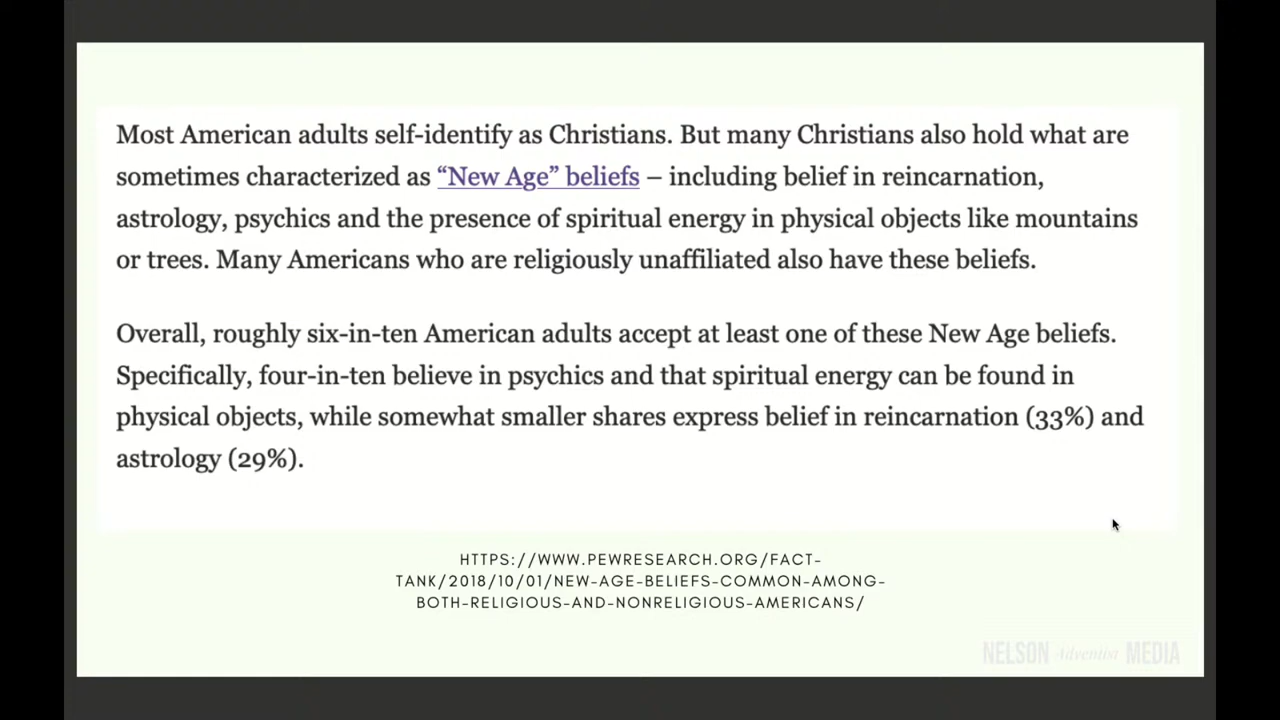 Most American adults self-identify as Christians. But many Christians also hold what are
sometimes characterized as “New Age” beliefs – including belief in reincarnation,
astrology, psychics and the presence of spiritual energy in physical objects like mountains
or trees. Many Americans who are religiously unaffiliated also have these beliefs.
Overall, roughly six-in-ten American adults accept at least one of these New Age beliefs.
Specifically, four-in-ten believe in psychics and that spiritual energy can be found in
physical objects, while somewhat smaller shares express belief in reincarnation (33%) and
astrology (29%).
HTTPS://WWW.PEWRESEARCH.ORG/FACT-
TANK/2018/10/01/NEW-AGE-BELIEFS-COMMON-AMONG-
BOTH-RELIGIOUS-AND-NONRELIGIOUS-AMERICANS/
NELSON Adventist MEDIA